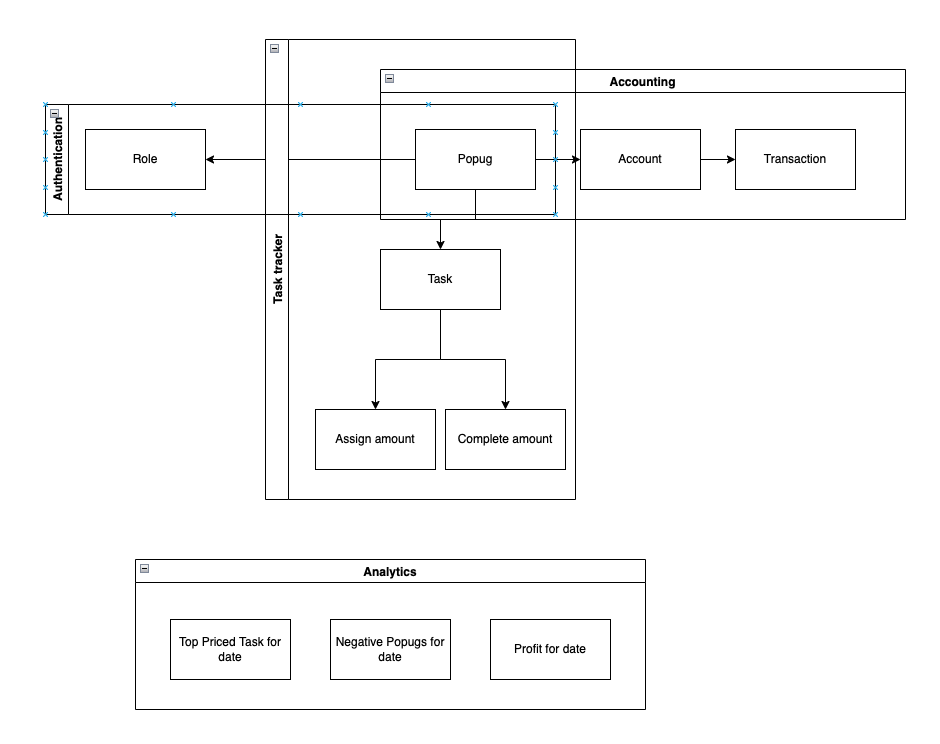 Accounting
Authentication
Role
Popug
Account
Transaction
Task tracker
Task
Assign amount
Complete amount
Analytics
Top Priced Task for
date
Negative Popugs for
date
Profit for date